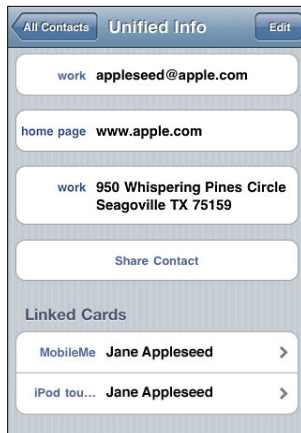 All Contacts Unified Info Edit
work appleseed@apple.com
home page www.apple.com
work 950 Whispering Pines Circle
Seagoville TX 75159
Share Contact
Linked Cards
MobileMe Jane Appleseed
iPod tou... Jane Appleseed